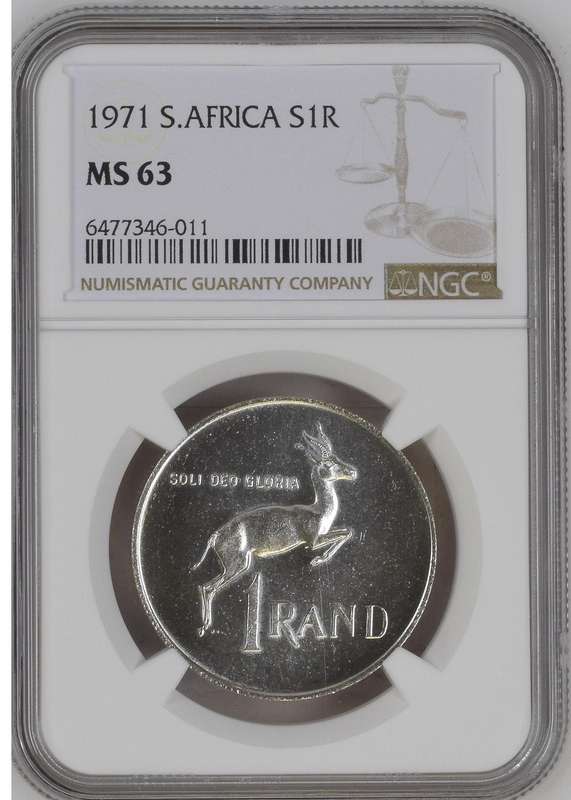 1971 S.AFRICA S1R
MS 63
6477346-011
NUMISMATIC GUARANTY COMPANY
NGC®
SOLI DEO GLORIA
1 RAND